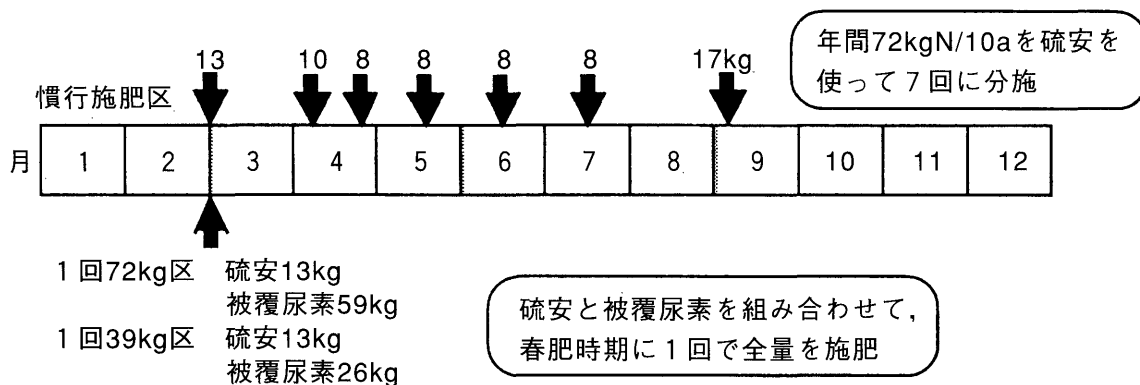 年間72kgN/10aを硫安を
使って7回に分施
13 10 8 8 8 8 17kg
慣行施肥区
月 1 2 3 4 5 6 7 8 9 10 11 12
1回72kg区 硫安13kg
被覆尿素59kg
1回39kg区 硫安13kg
被覆尿素26kg
硫安と被覆尿素を組み合わせて，
春肥時期に1回で全量を施肥